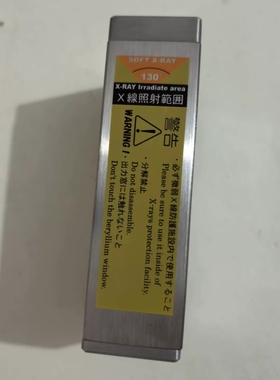 SOFT X-RAY
130
X-RAY Irradiate area
X線照射範囲
警告
WARNING !
・必ず機器X線防護施設内で使用すること
Please be sure to use it inside of
X-rays protection facility.
・分解禁止
Do not disassemble.
・出力窓には触れないこと
Don't touch the beryllium window.